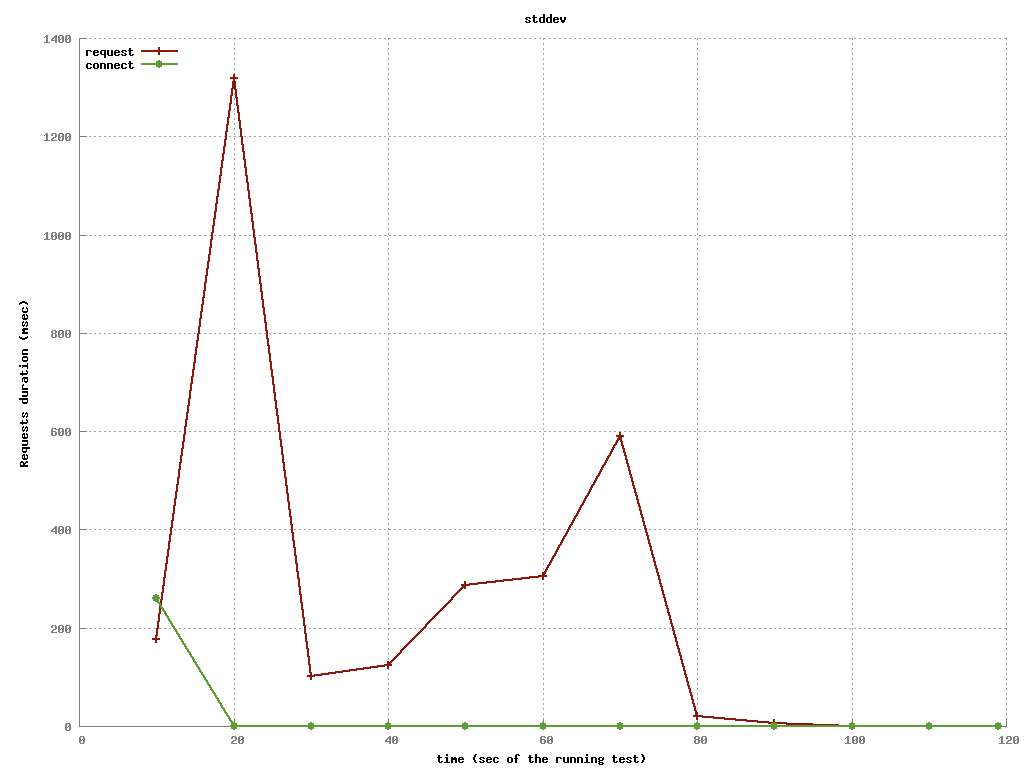 stddev
1400
request
connect
1200
1000
800
Requests duration (msec)
600
400
200
0
0 20 40 60 80 100 120
time (sec of the running test)